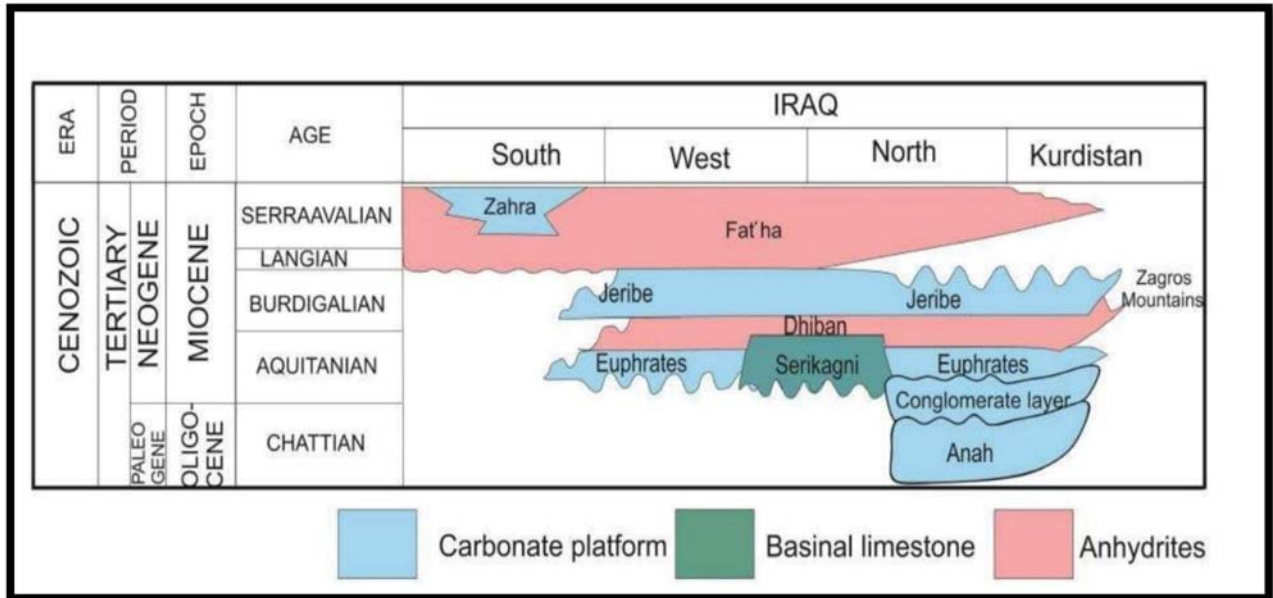 ERA
PERIOD
EPOCH
AGE
IRAQ
South
West
North
Kurdistan
CENOZOIC
TERTIARY
NEOGENE
PALEO
GENE
MIOCENE
OLIGO-
CENE
SERRAAVALIAN
LANGIAN
BURDIGALIAN
AQUITANIAN
CHATTIAN
Zahra
Fat'ha
Jeribe
Jeribe
Zagros
Mountains
Dhiban
Euphrates
Serikagni
Euphrates
Conglomerate layer
Anah
Carbonate platform
Basinal limestone
Anhydrites